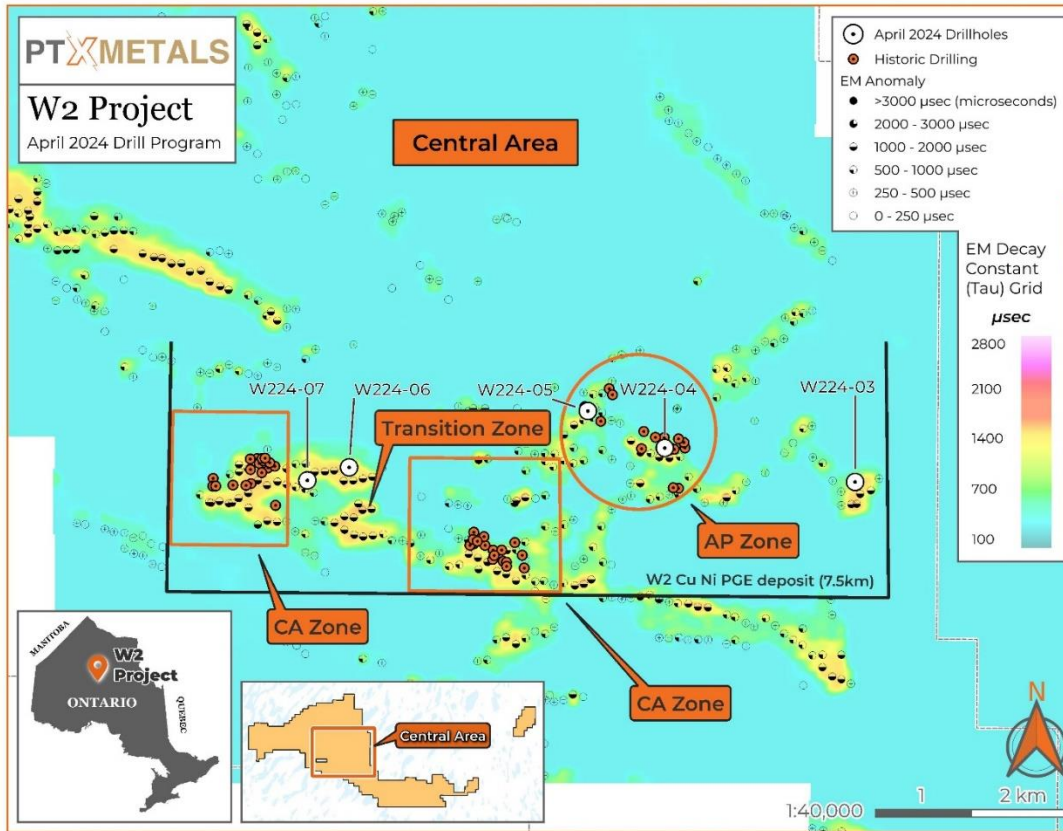 PTXMETALS
W2 Project
April 2024 Drill Program
Central Area
April 2024 Drillholes
Historic Drilling
EM Anomaly
>3000 µsec (microseconds)
2000 - 3000 µsec
1000 - 2000 µsec
500 - 1000 µsec
250 - 500 µsec
0 - 250 µsec
EM Decay
Constant
(Tau) Grid
µsec
2800
2100
1400
700
100
W224-07
W224-06
W224-05
W224-04
W224-03
Transition Zone
AP Zone
W2 Cu Ni PGE deposit (7.5km)
CA Zone
CA Zone
MANITOBA
W2
Project
ONTARIO
QUEBEC
Central Area
N
1:40,000
1
2 km